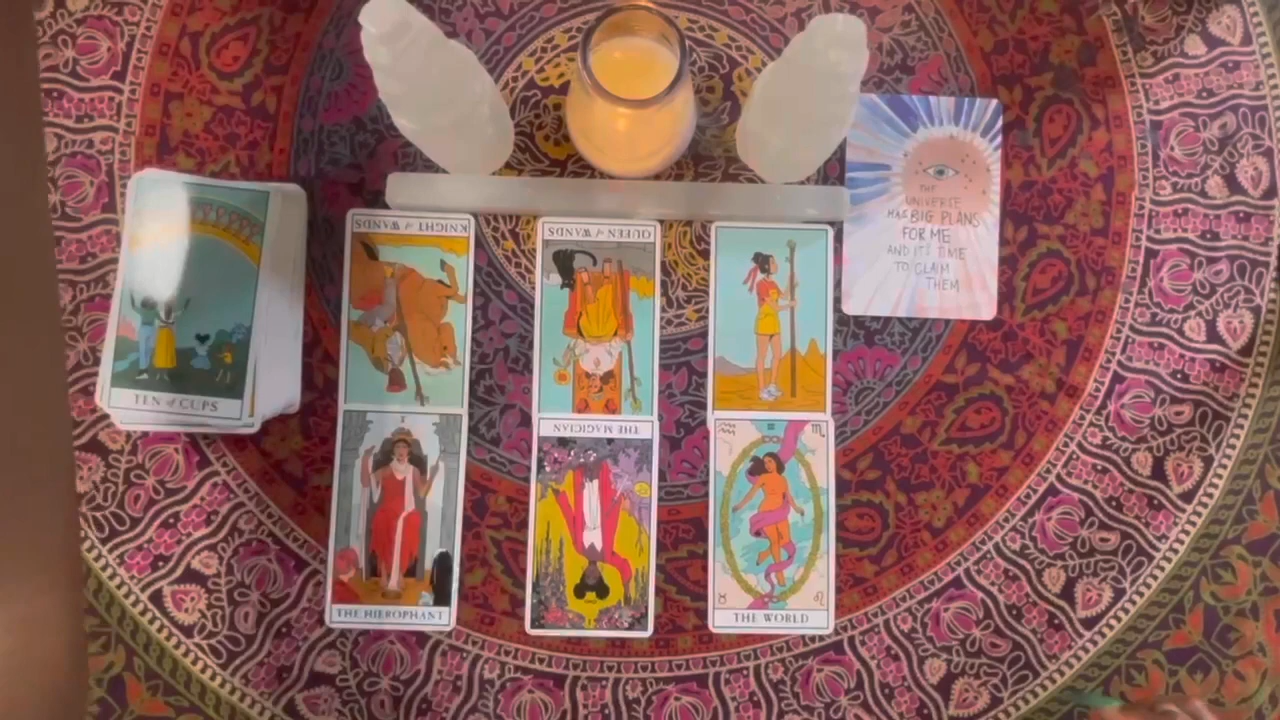 KNIGHT of WANDS
QUEEN of WANDS
THE
UNIVERSE
HAS BIG PLANS
FOR ME
AND IT'S TIME
TO CLAIM
THEM
TEN of CUPS
THE HIEROPHANT
THE MAGICIAN
THE WORLD